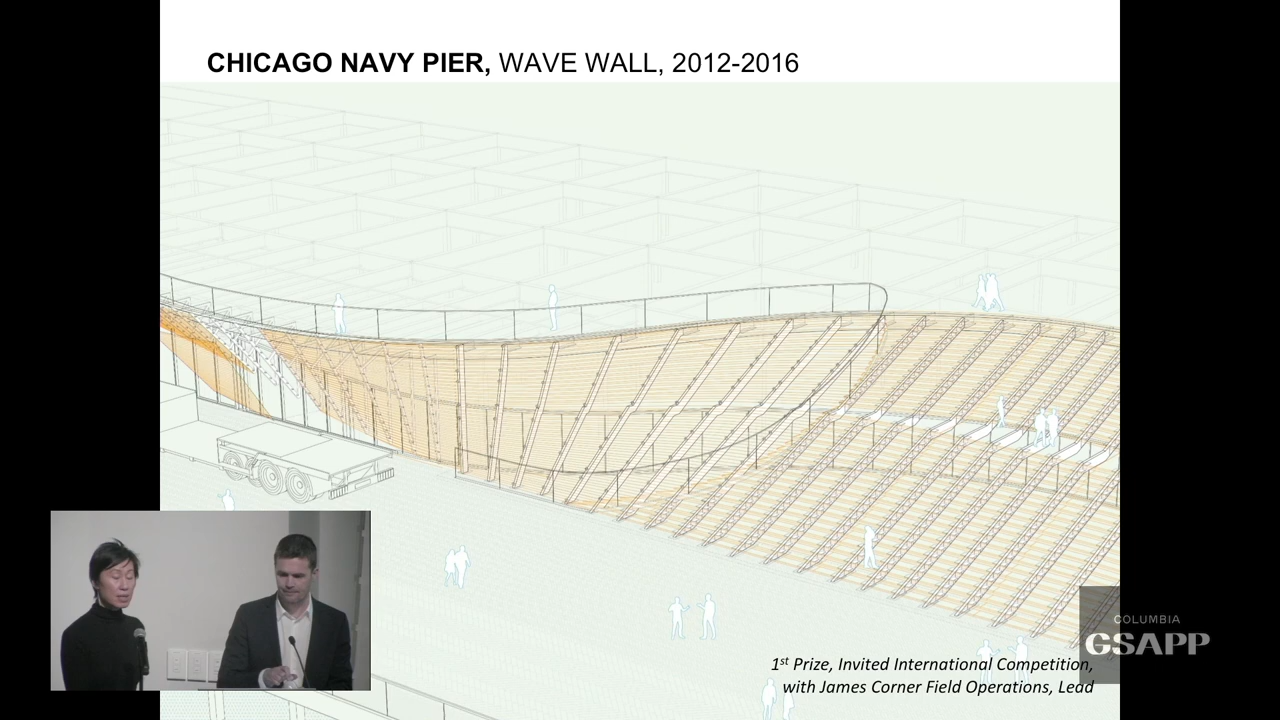 CHICAGO NAVY PIER, WAVE WALL, 2012-2016
COLUMBIA
GSAPP
1st Prize, Invited International Competition,
with James Corner Field Operations, Lead